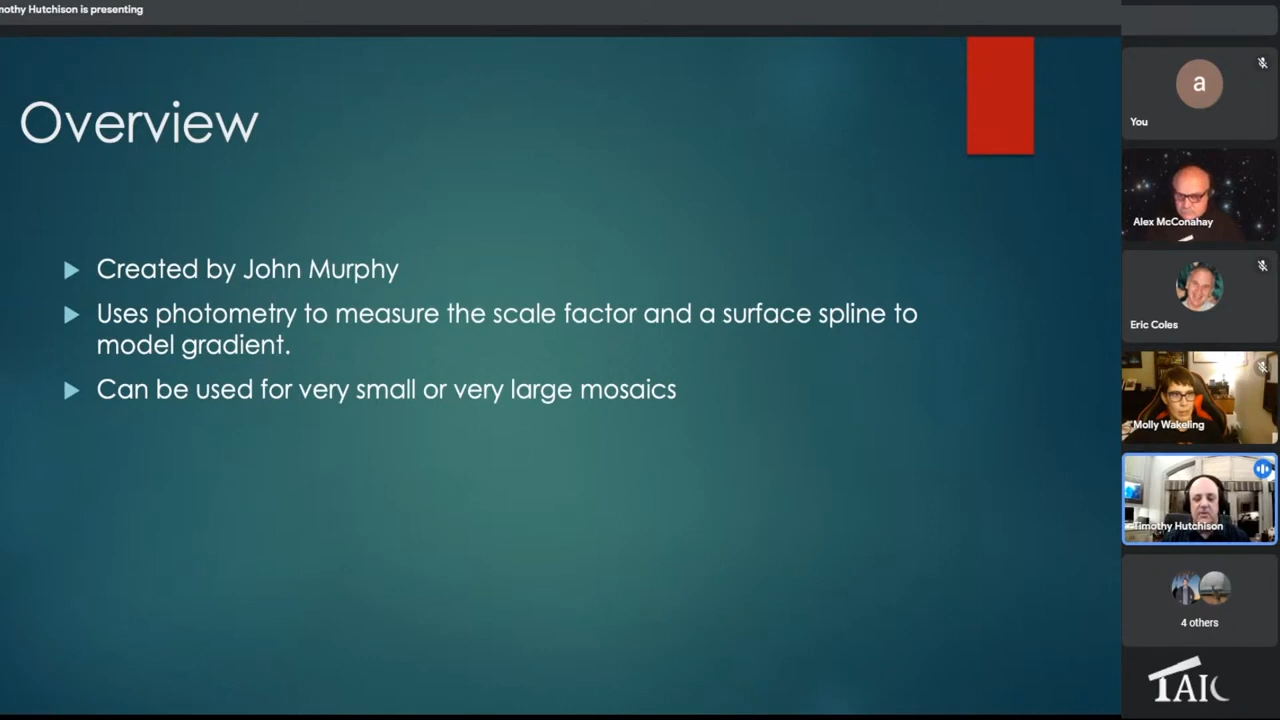 mothy Hutchison is presenting
Overview
Created by John Murphy
Uses photometry to measure the scale factor and a surface spline to
model gradient.
Can be used for very small or very large mosaics
a
You
Alex McConahay
Eric Coles
Molly Wakeling
Timothy Hutchison
4 others
TAIC